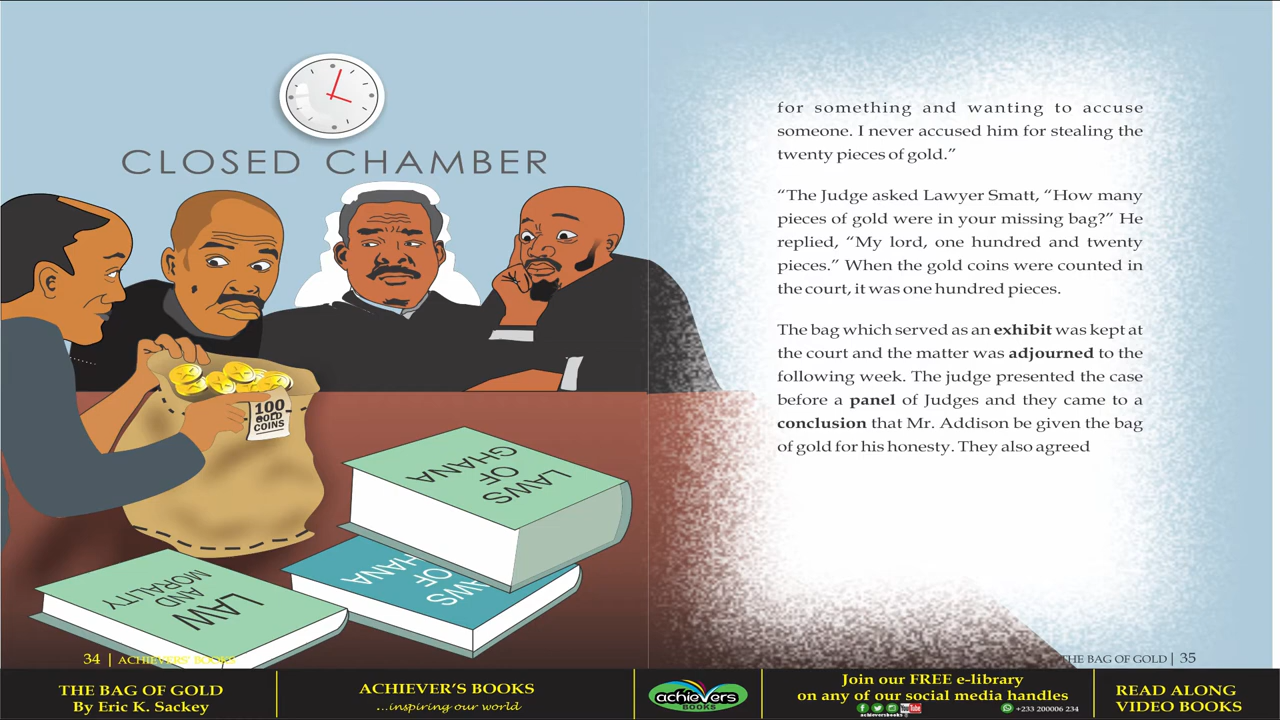 CLOSED CHAMBER
100
GOLD
COINS
LAWS
OF
GHANA
LAWS
OF
HANA
LAW
AND
MORALITY
34 | ACHIEVERS' BOOKS
for something and wanting to accuse
someone. I never accused him for stealing the
twenty pieces of gold.”
“The Judge asked Lawyer Smatt, “How many
pieces of gold were in your missing bag?” He
replied, “My lord, one hundred and twenty
pieces.” When the gold coins were counted in
the court, it was one hundred pieces.
The bag which served as an exhibit was kept at
the court and the matter was adjourned to the
following week. The judge presented the case
before a panel of Judges and they came to a
conclusion that Mr. Addison be given the bag
of gold for his honesty. They also agreed
THE BAG OF GOLD | 35
THE BAG OF GOLD
By Eric K. Sackey
ACHIEVER'S BOOKS
...inspiring our world
achievers
BOOKS
Join our FREE e-library
on any of our social media handles
YouTube
+233 200006 234
achieversbooks
READ ALONG
VIDEO BOOKS